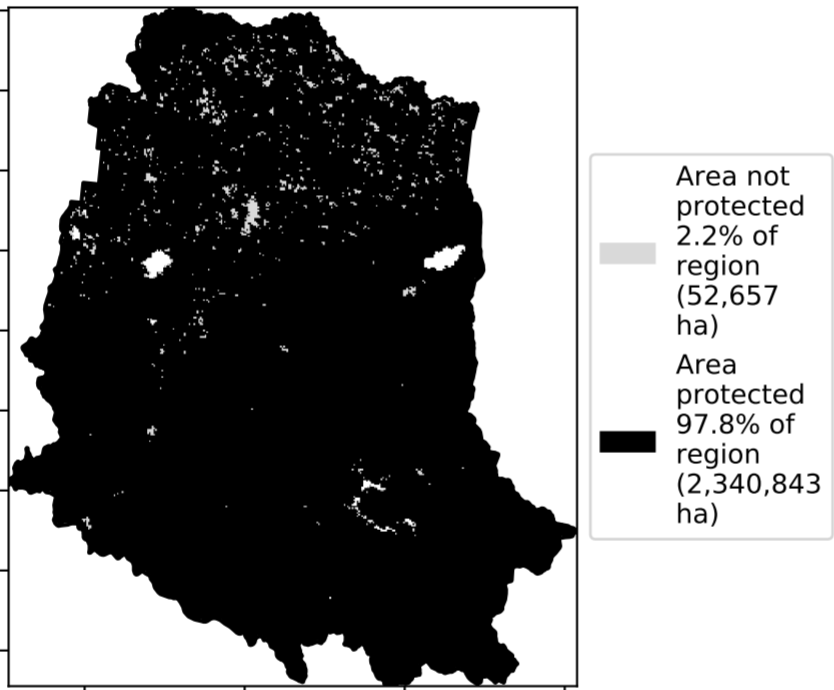 Area not
protected
2.2% of
region
(52,657
ha)
Area
protected
97.8% of
region
(2,340,843
ha)